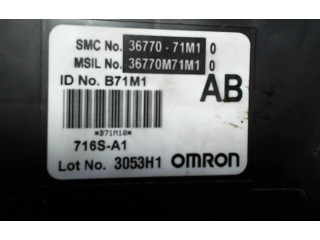 SMC No. 36770-71M1 0
MSIL No. 36770M71M1 0
ID No. B71M1
AB
*B71M10*
716S-A1
Lot No. 3053H1 OMRON